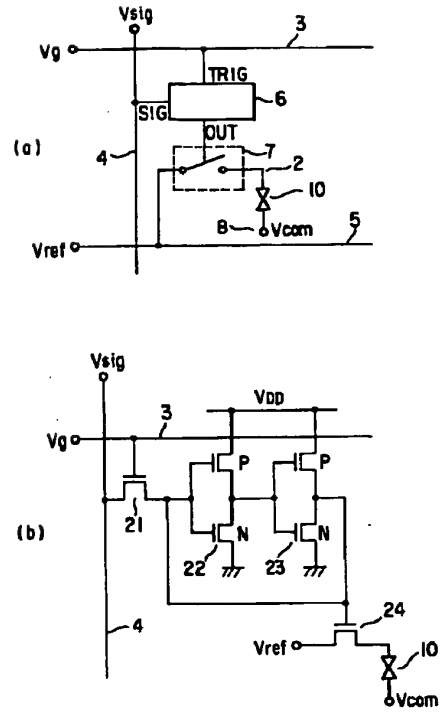 Vsig
Vg
3
TRIG
6
SIG
OUT
(a)
4
7
2
10
8
Vcom
Vref
5
Vsig
VDD
3
Vg
P
P
21
(b)
N
N
22
23
24
4
Vref
10
Vcom